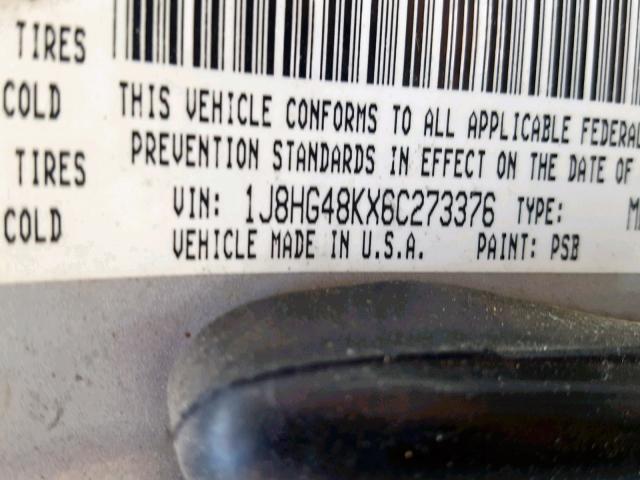 TIRES
COLD THIS VEHICLE CONFORMS TO ALL APPLICABLE FEDERAL
PREVENTION STANDARDS IN EFFECT ON THE DATE OF
TIRES
VIN: 1J8HG48KX6C273376 TYPE:
COLD
VEHICLE MADE IN U.S.A. PAINT: PSB